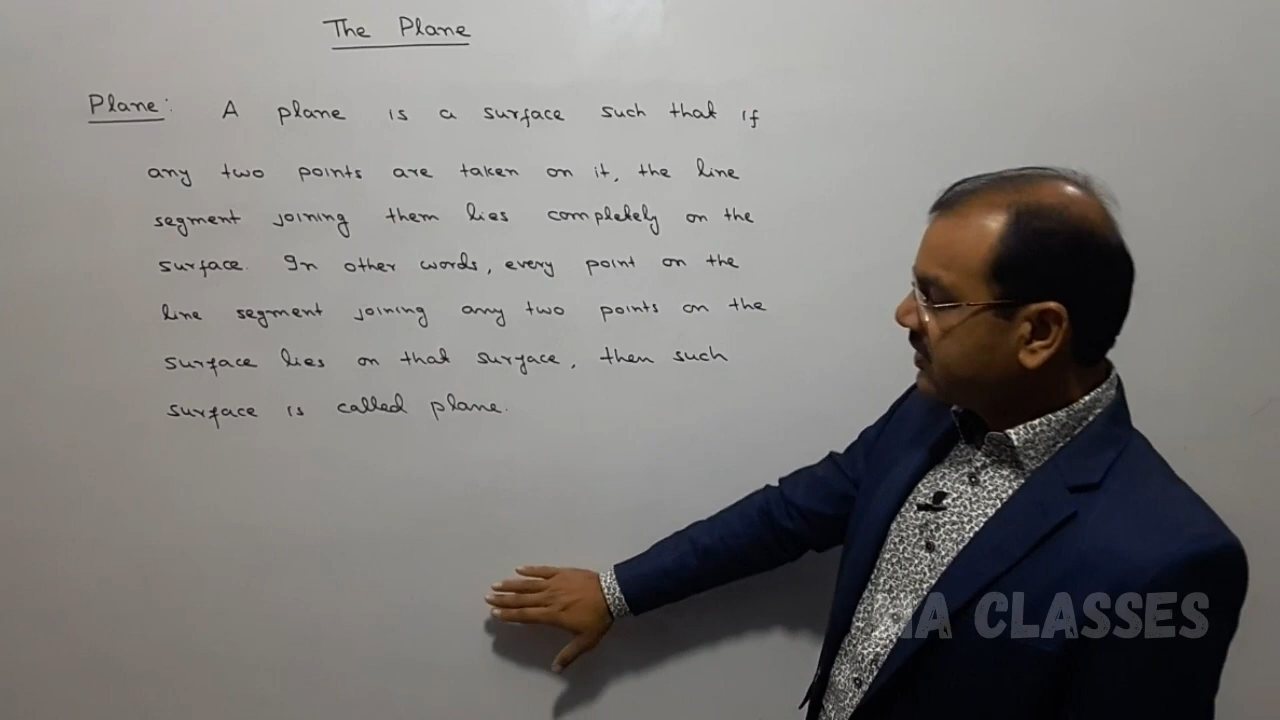 The Plane
Plane: A plane is a surface such that if
any two points are taken on it, the line
segment joining them lies completely on the
surface. In other words, every point on the
line segment joining any two points on the
surface lies on that surface, then such
surface is called plane.
CLASSES